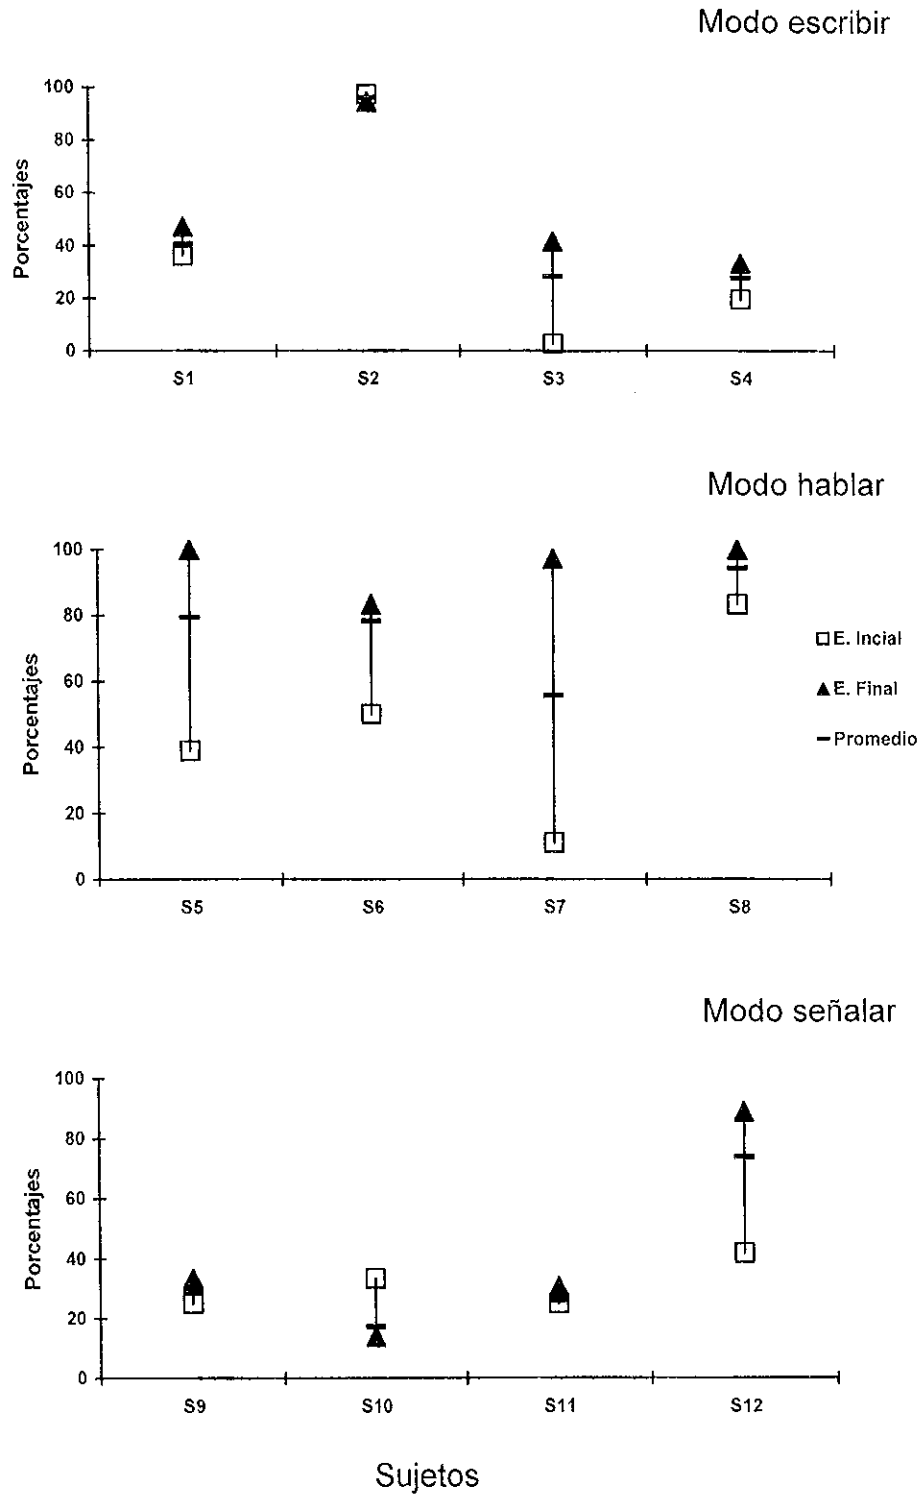 Modo escribir
Porcentajes
100
80
60
40
20
0
S1 S2 S3 S4
Modo hablar
Porcentajes
100
80
60
40
20
0
S5 S6 S7 S8
E. Incial
E. Final
Promedio
Modo señalar
Porcentajes
100
80
60
40
20
0
S9 S10 S11 S12
Sujetos